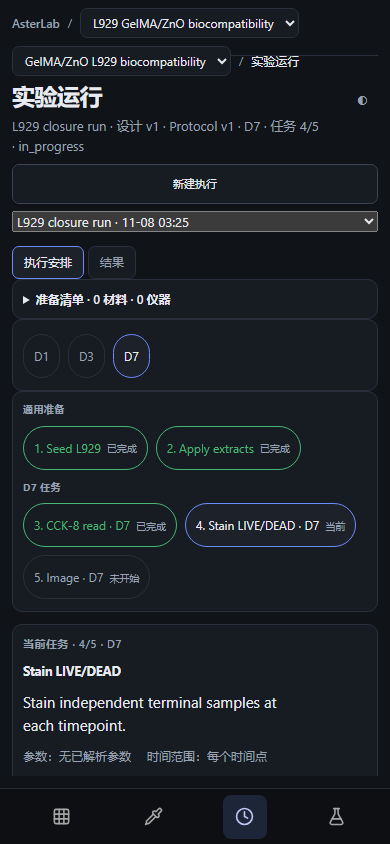 AsterLab / L929 GelMA/ZnO
GelMA/ZnO L929 biocompatibility / 实验运行
实验运行
L929 closure run · 设计 v1 · Protocol v1 · D7 · 任务 4/5
· in_progress
新建执行
L929 closure run · 11-08 03:25
执行安排 结果
准备清单 · 0 材料 · 0 仪器
D1 D3 D7
通用准备
1. Seed L929 已完成 2. Apply extracts 已完成
D7 任务
3. CCK-8 read · D7 已完成 4. Stain LIVE/DEAD · D7 当前
5. Image · D7 未开始
当前任务 · 4/5 · D7
Stain LIVE/DEAD
Stain independent terminal samples at
each timepoint.
参数：无已解析参数 时间范围：每个时间点